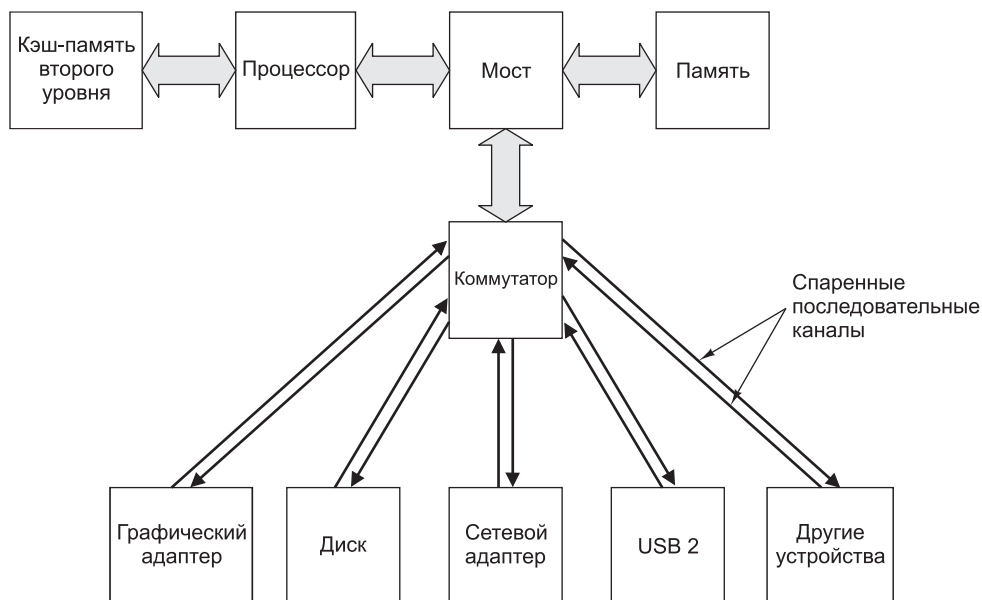 Кэш-память
второго
уровня
Процессор
Мост
Память
Коммутатор
Спаренные
последовательные
каналы
Графический
адаптер
Диск
Сетевой
адаптер
USB 2
Другие
устройства